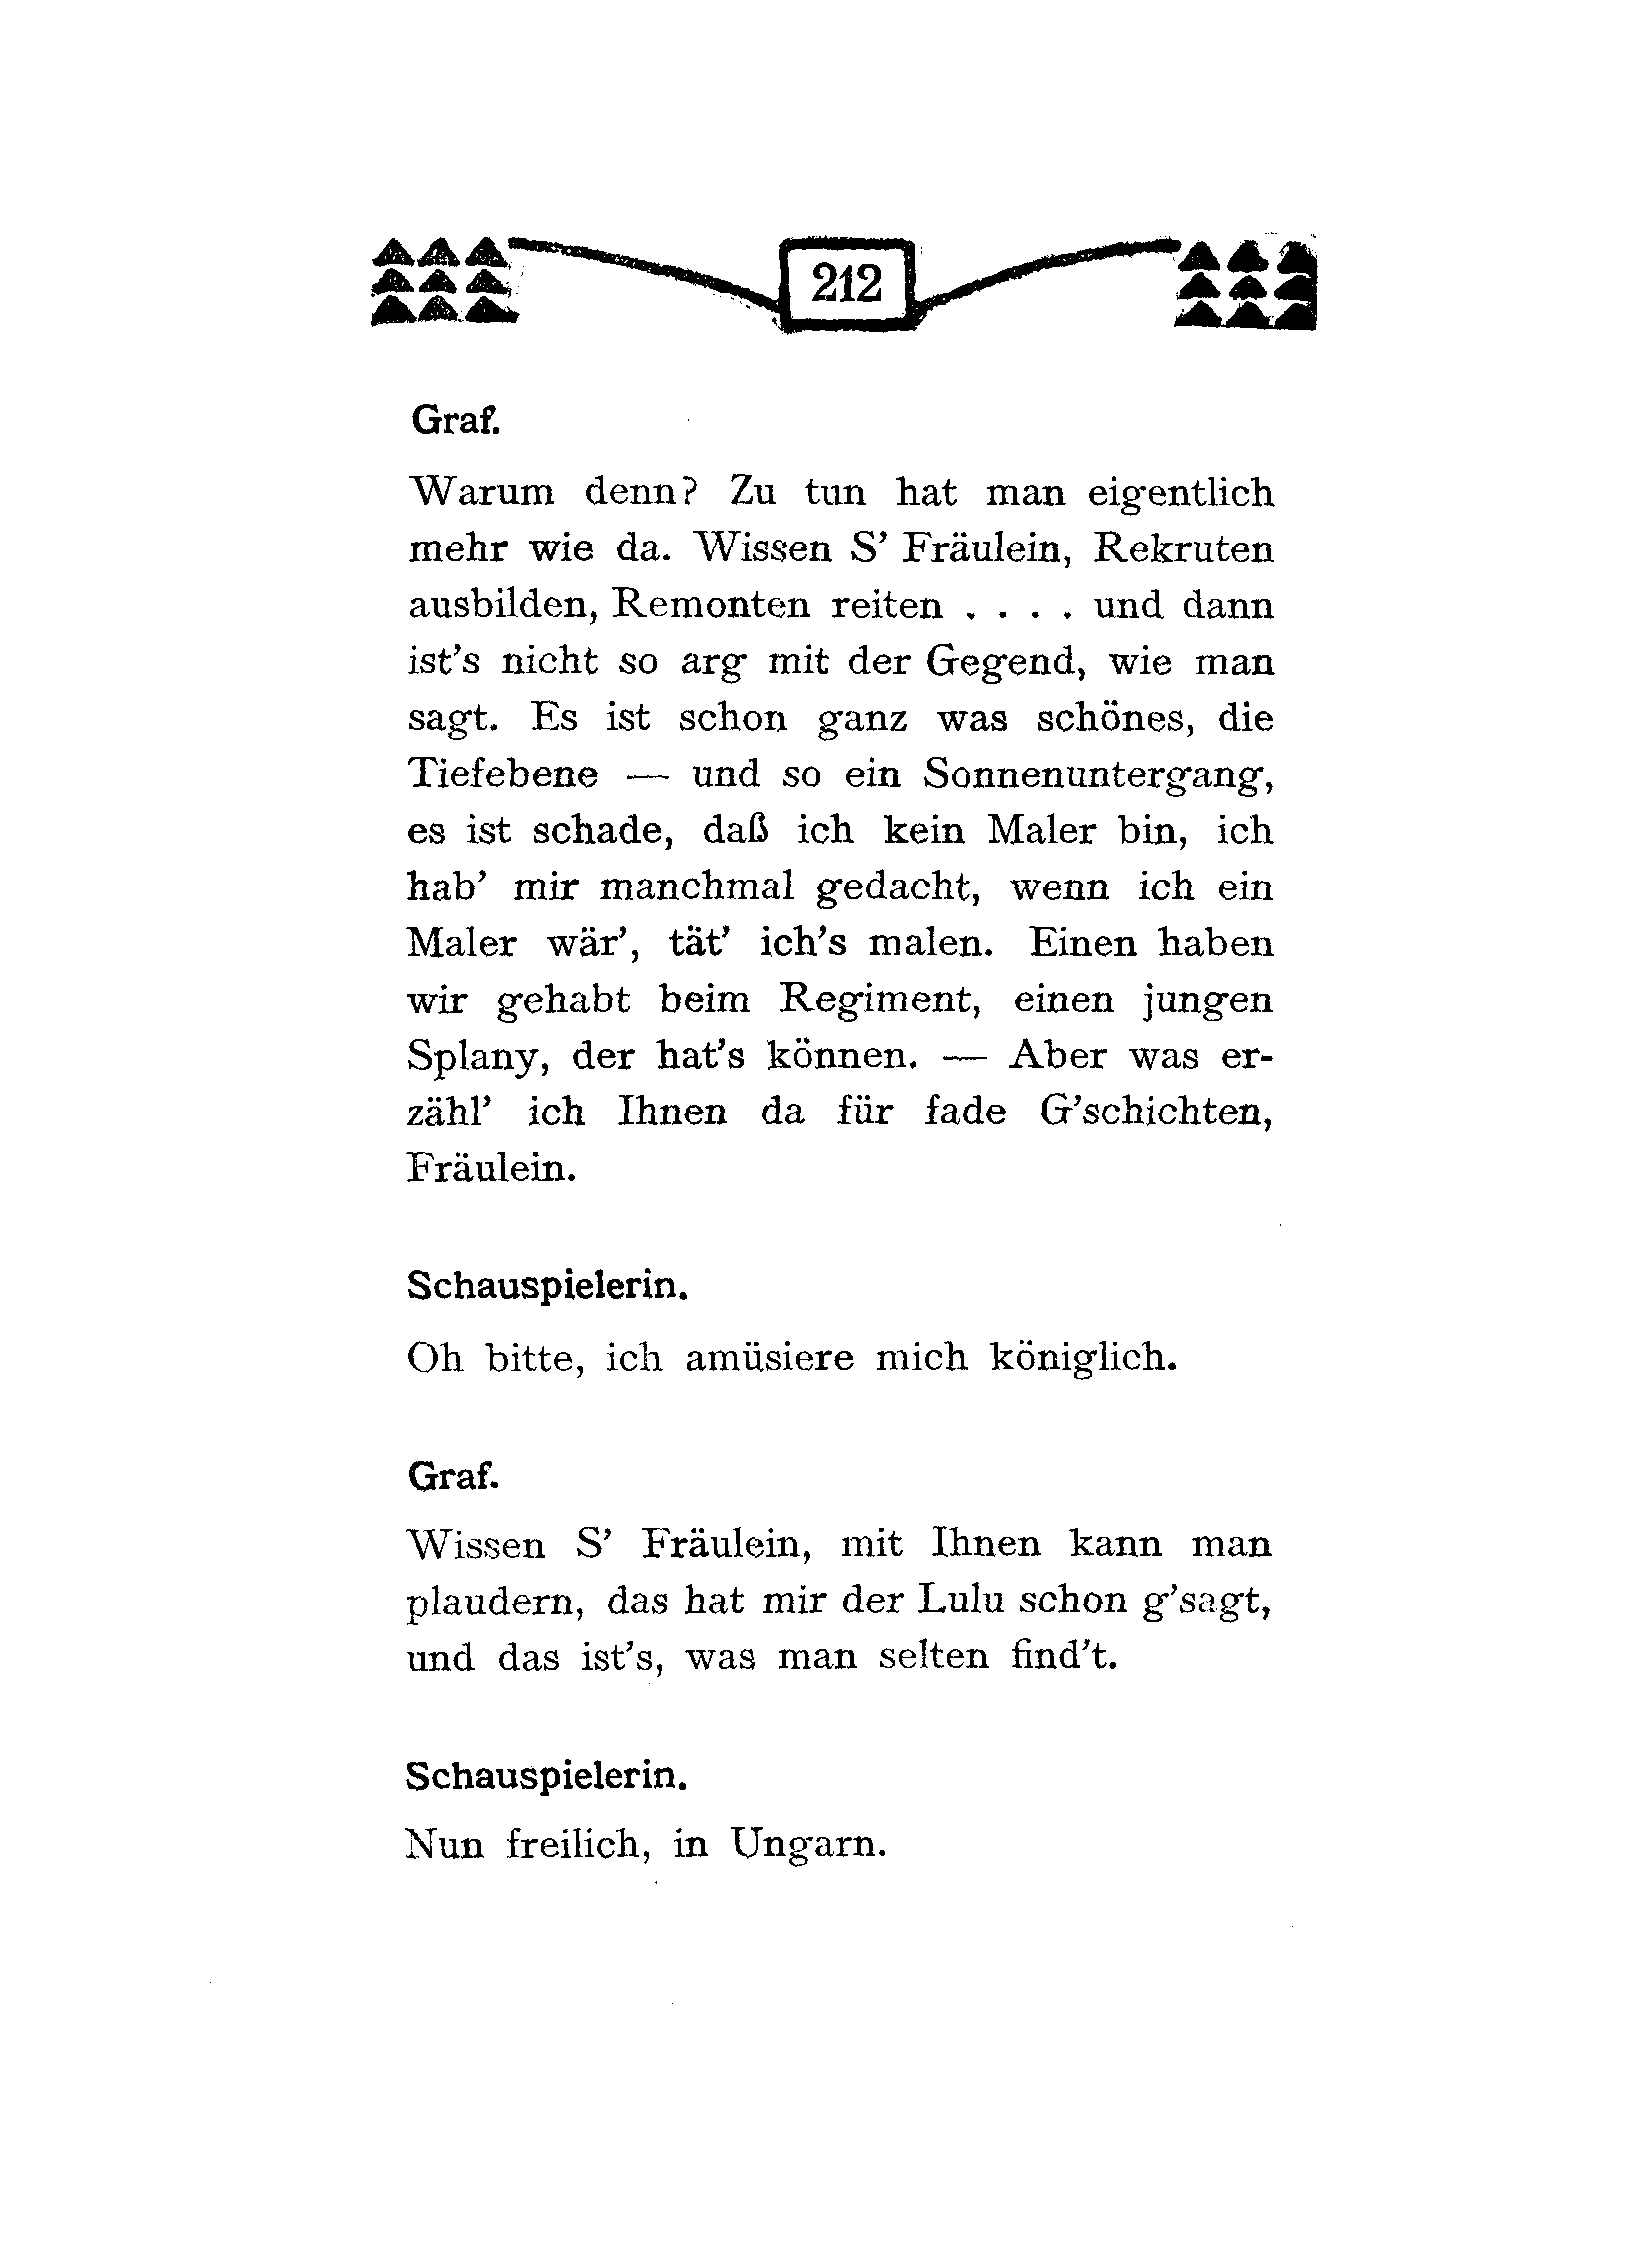 212
Graf.
Warum denn? Zu tun hat man eigentlich
mehr wie da. Wissen S’ Fräulein, Rekruten
ausbilden, Remonten reiten . . . . und dann
ist’s nicht so arg mit der Gegend, wie man
sagt. Es ist schon ganz was schönes, die
Tiefebene — und so ein Sonnenuntergang,
es ist schade, daß ich kein Maler bin, ich
hab’ mir manchmal gedacht, wenn ich ein
Maler wär’, tät’ ich’s malen. Einen haben
wir gehabt beim Regiment, einen jungen
Splany, der hat’s können. — Aber was er-
zähl’ ich Ihnen da für fade G’schichten,
Fräulein.
Schauspielerin.
Oh bitte, ich amüsiere mich königlich.
Graf.
Wissen S’ Fräulein, mit Ihnen kann man
plaudern, das hat mir der Lulu schon g’sagt,
und das ist’s, was man selten find’t.
Schauspielerin.
Nun freilich, in Ungarn.